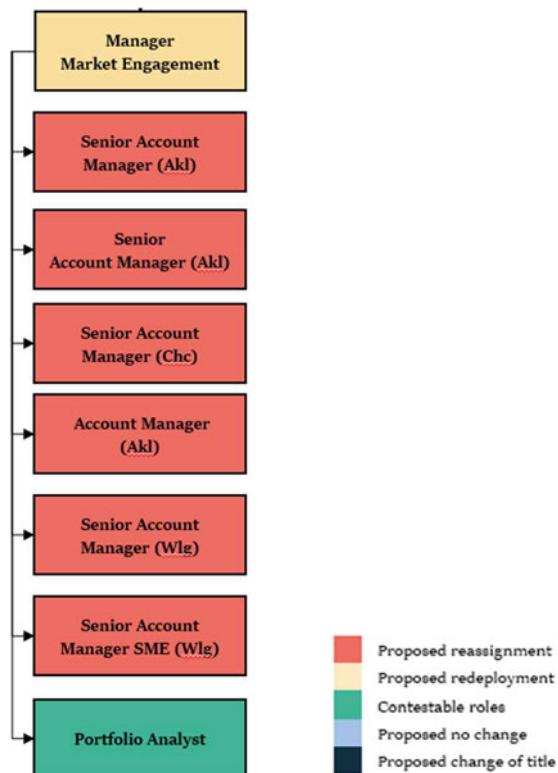 Manager
Market Engagement
Senior Account
Manager (Akl)
Senior
Account Manager (Akl)
Senior Account
Manager (Chc)
Account Manager
(Akl)
Senior Account
Manager (Wlg)
Senior Account
Manager SME (Wlg)
Portfolio Analyst
Proposed reassignment
Proposed redeployment
Contestable roles
Proposed no change
Proposed change of title